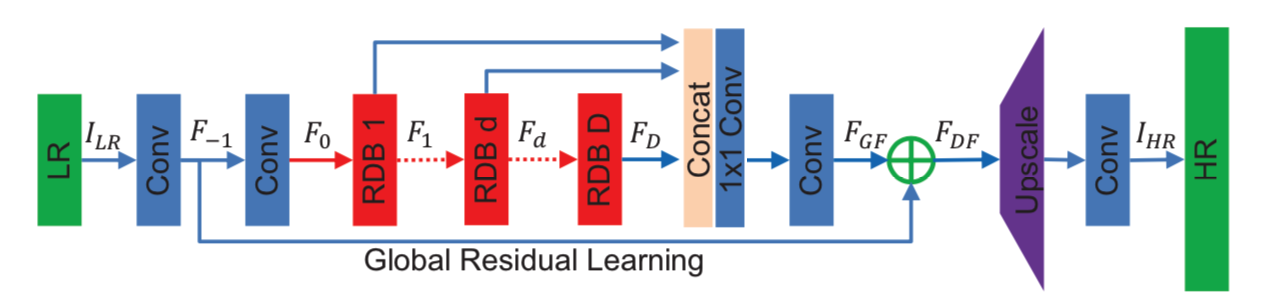 LR
I_{LR}
Conv
F_{-1}
Conv
F_0
RDB 1
F_1
RDB d
F_d
RDB D
F_D
Concat
1x1 Conv
Conv
F_{GF}
F_{DF}
Upscale
Conv
I_{HR}
HR
Global Residual Learning